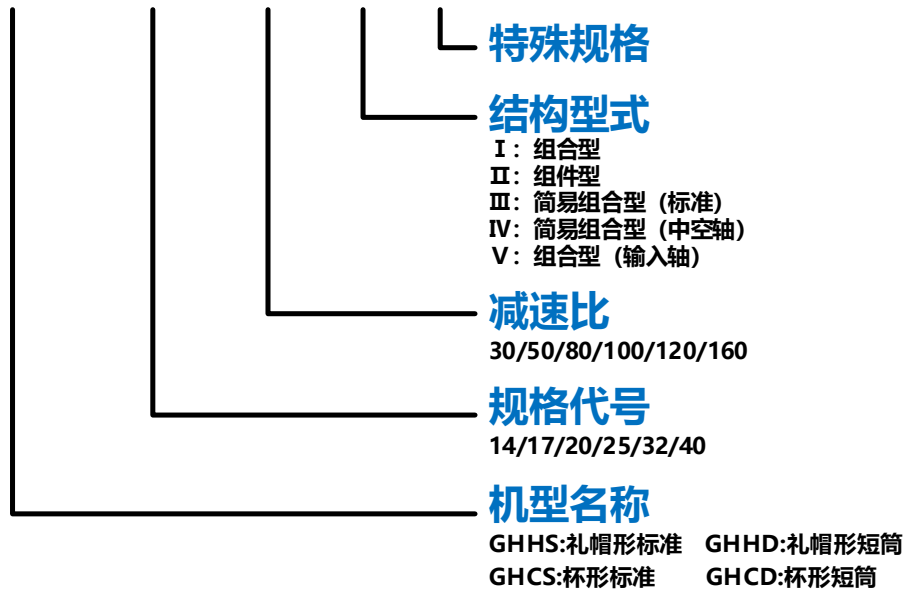 特殊规格
结构型式
Ⅰ：组合型
Ⅱ：组件型
Ⅲ：简易组合型（标准）
Ⅳ：简易组合型（中空轴）
Ⅴ：组合型（输入轴）
减速比
30/50/80/100/120/160
规格代号
14/17/20/25/32/40
机型名称
GHHS:礼帽形标准 GHHD:礼帽形短筒
GHCS:杯形标准 GHCD:杯形短筒